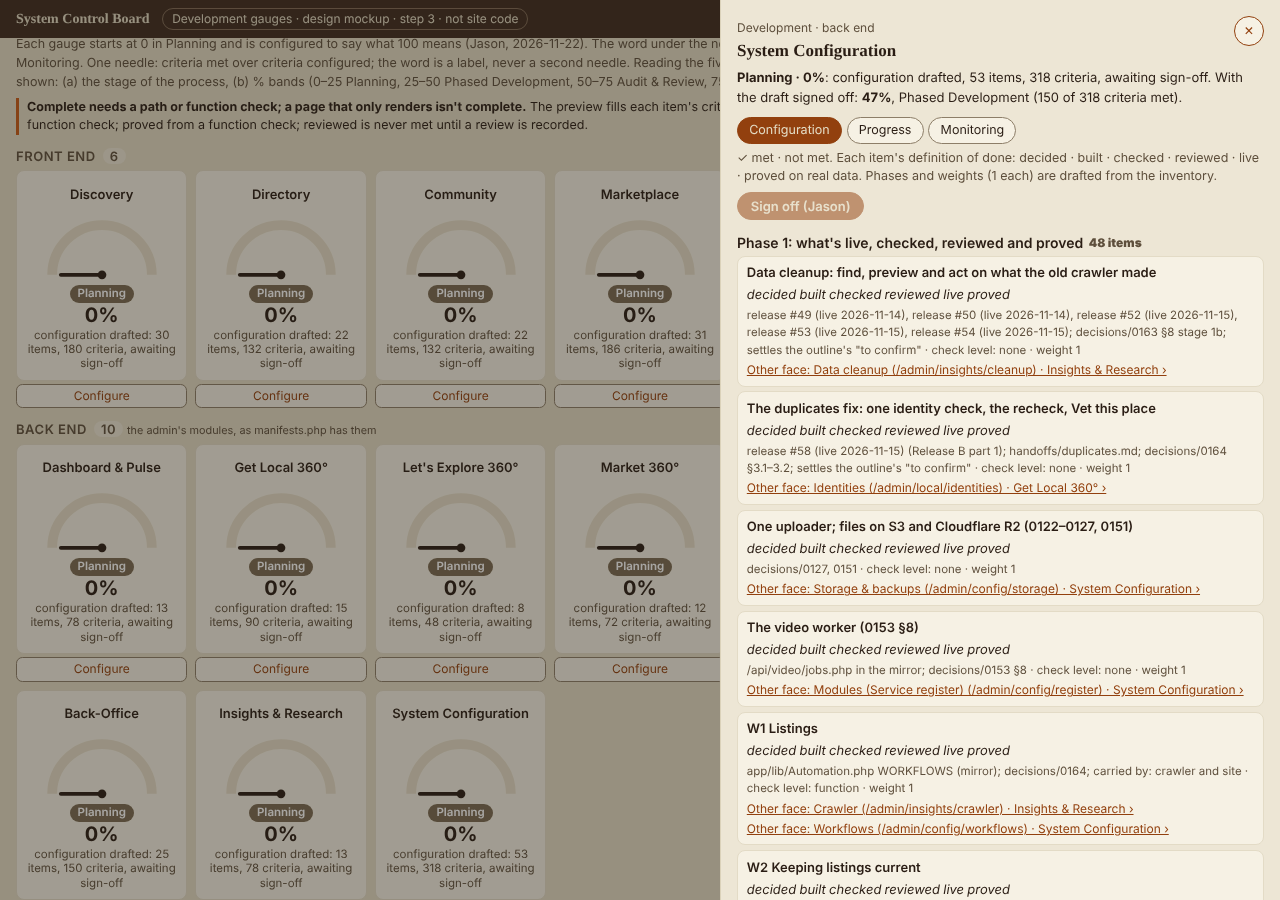 System Control Board
Development gauges · design mockup · step 3 · not site code
Each gauge starts at 0 in Planning and is configured to say what 100 means (Jason, 2026-11-22). The word under the
Monitoring. One needle: criteria met over criteria configured; the word is a label, never a second needle. Reading the
shown: (a) the stage of the process, (b) % bands (0–25 Planning, 25–50 Phased Development, 50–75 Audit & Review,
Complete needs a path or function check; a page that only renders isn't complete. The preview fills each item's
function check; proved from a function check; reviewed is never met until a review is recorded.
FRONT END 6
Discovery
Planning
0%
configuration drafted: 30
items, 180 criteria, awaiting
sign-off
Configure
Directory
Planning
0%
configuration drafted: 22
items, 132 criteria, awaiting
sign-off
Configure
Community
Planning
0%
configuration drafted: 22
items, 132 criteria, awaiting
sign-off
Configure
Marketplace
Planning
0%
configuration drafted: 31
items, 186 criteria, awaiting
sign-off
Configure
BACK END 10 the admin's modules, as manifests.php has them
Dashboard & Pulse
Planning
0%
configuration drafted: 13
items, 78 criteria, awaiting
sign-off
Configure
Get Local 360°
Planning
0%
configuration drafted: 15
items, 90 criteria, awaiting
sign-off
Configure
Let's Explore 360°
Planning
0%
configuration drafted: 8
items, 48 criteria, awaiting
sign-off
Configure
Market 360°
Planning
0%
configuration drafted: 12
items, 72 criteria, awaiting
sign-off
Configure
Back-Office
Planning
0%
configuration drafted: 25
items, 150 criteria, awaiting
sign-off
Insights & Research
Planning
0%
configuration drafted: 13
items, 78 criteria, awaiting
sign-off
System Configuration
Planning
0%
configuration drafted: 53
items, 318 criteria, awaiting
sign-off
Development · back end
System Configuration
×
Planning · 0%: configuration drafted, 53 items, 318 criteria, awaiting sign-off. With
the draft signed off: 47%, Phased Development (150 of 318 criteria met).
Configuration
Progress
Monitoring
✓ met · not met. Each item's definition of done: decided · built · checked · reviewed · live
· proved on real data. Phases and weights (1 each) are drafted from the inventory.
Sign off (Jason)
Phase 1: what's live, checked, reviewed and proved 48 items
Data cleanup: find, preview and act on what the old crawler made
decided built checked reviewed live proved
release #49 (live 2026-11-14), release #50 (live 2026-11-14), release #52 (live 2026-11-15),
release #53 (live 2026-11-15), release #54 (live 2026-11-15); decisions/0163 §8 stage 1b;
settles the outline's "to confirm" · check level: none · weight 1
Other face: Data cleanup (/admin/insights/cleanup) · Insights & Research ›
The duplicates fix: one identity check, the recheck, Vet this place
decided built checked reviewed live proved
release #58 (live 2026-11-15) (Release B part 1); handoffs/duplicates.md; decisions/0164
§3.1–3.2; settles the outline's "to confirm" · check level: none · weight 1
Other face: Identities (/admin/local/identities) · Get Local 360° ›
One uploader; files on S3 and Cloudflare R2 (0122–0127, 0151)
decided built checked reviewed live proved
decisions/0127, 0151 · check level: none · weight 1
Other face: Storage & backups (/admin/config/storage) · System Configuration ›
The video worker (0153 §8)
decided built checked reviewed live proved
/api/video/jobs.php in the mirror; decisions/0153 §8 · check level: none · weight 1
Other face: Modules (Service register) (/admin/config/register) · System Configuration ›
W1 Listings
decided built checked reviewed live proved
app/lib/Automation.php WORKFLOWS (mirror); decisions/0164; carried by: crawler and site ·
check level: function · weight 1
Other face: Crawler (/admin/insights/crawler) · Insights & Research ›
Other face: Workflows (/admin/config/workflows) · System Configuration ›
W2 Keeping listings current
decided built checked reviewed live proved